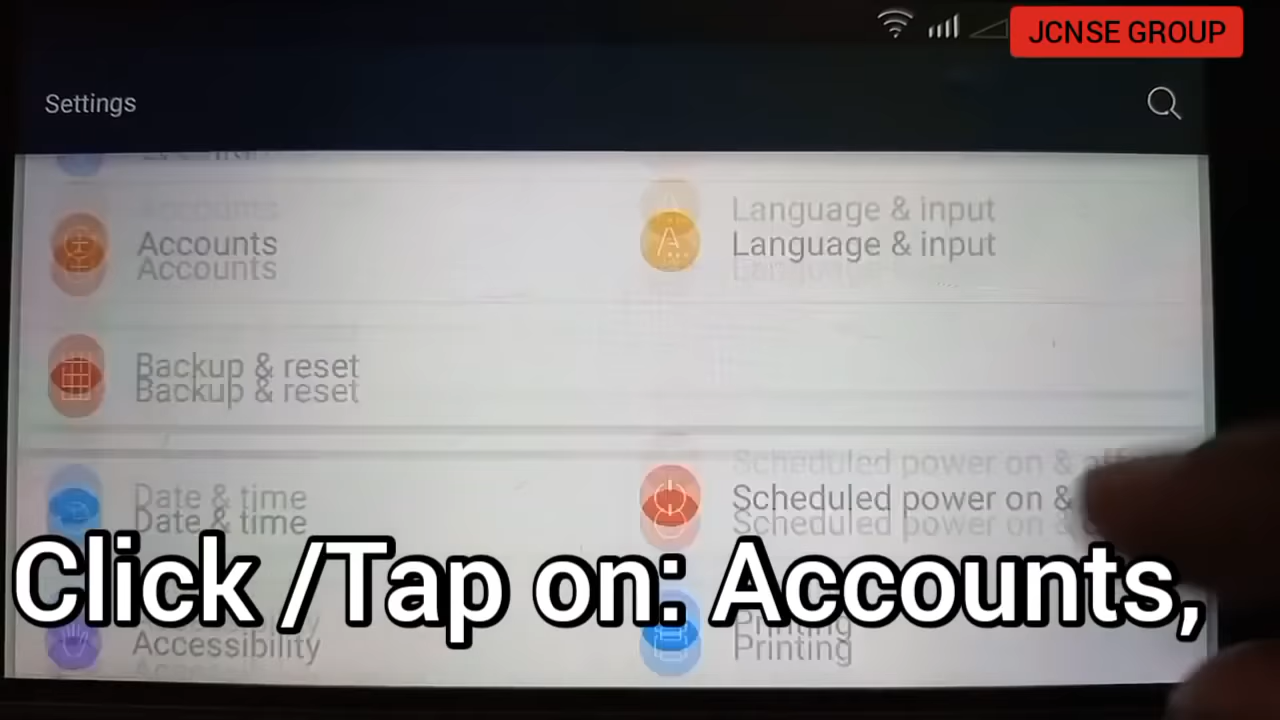 JCNSE GROUP
Settings
Accounts
Language & input
Backup & reset
Date & time
Scheduled power on &
Click /Tap on: Accounts,
Accessibility
Printing